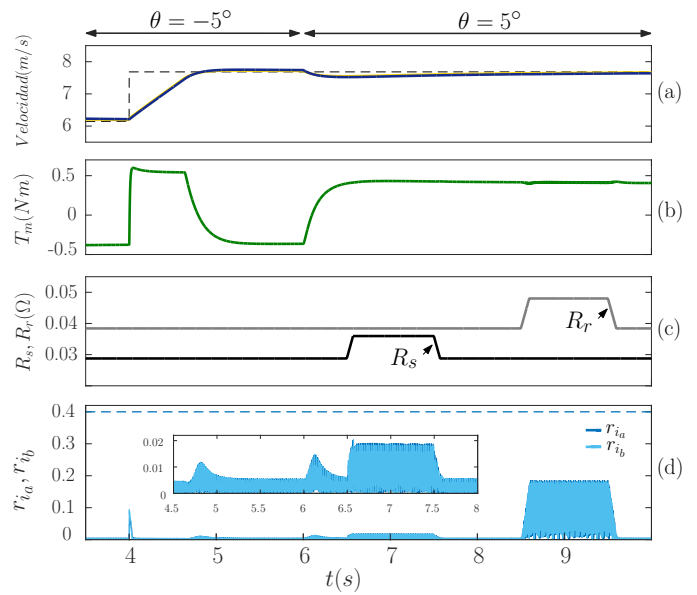 θ = −5° θ = 5°
8
7
6
Velocidad(m/s)
(a)
0.5
0
-0.5
T_m(Nm)
(b)
0.05
0.04
0.03
R_s, R_r(Ω)
R_r
R_s
(c)
0.4
0.3
0.2
0.1
0
r_{i_a}, r_{i_b}
0.02
0.01
0
4.5 5 5.5 6 6.5 7 7.5 8
r_{i_a}
r_{i_b}
(d)
4 5 6 7 8 9
t(s)